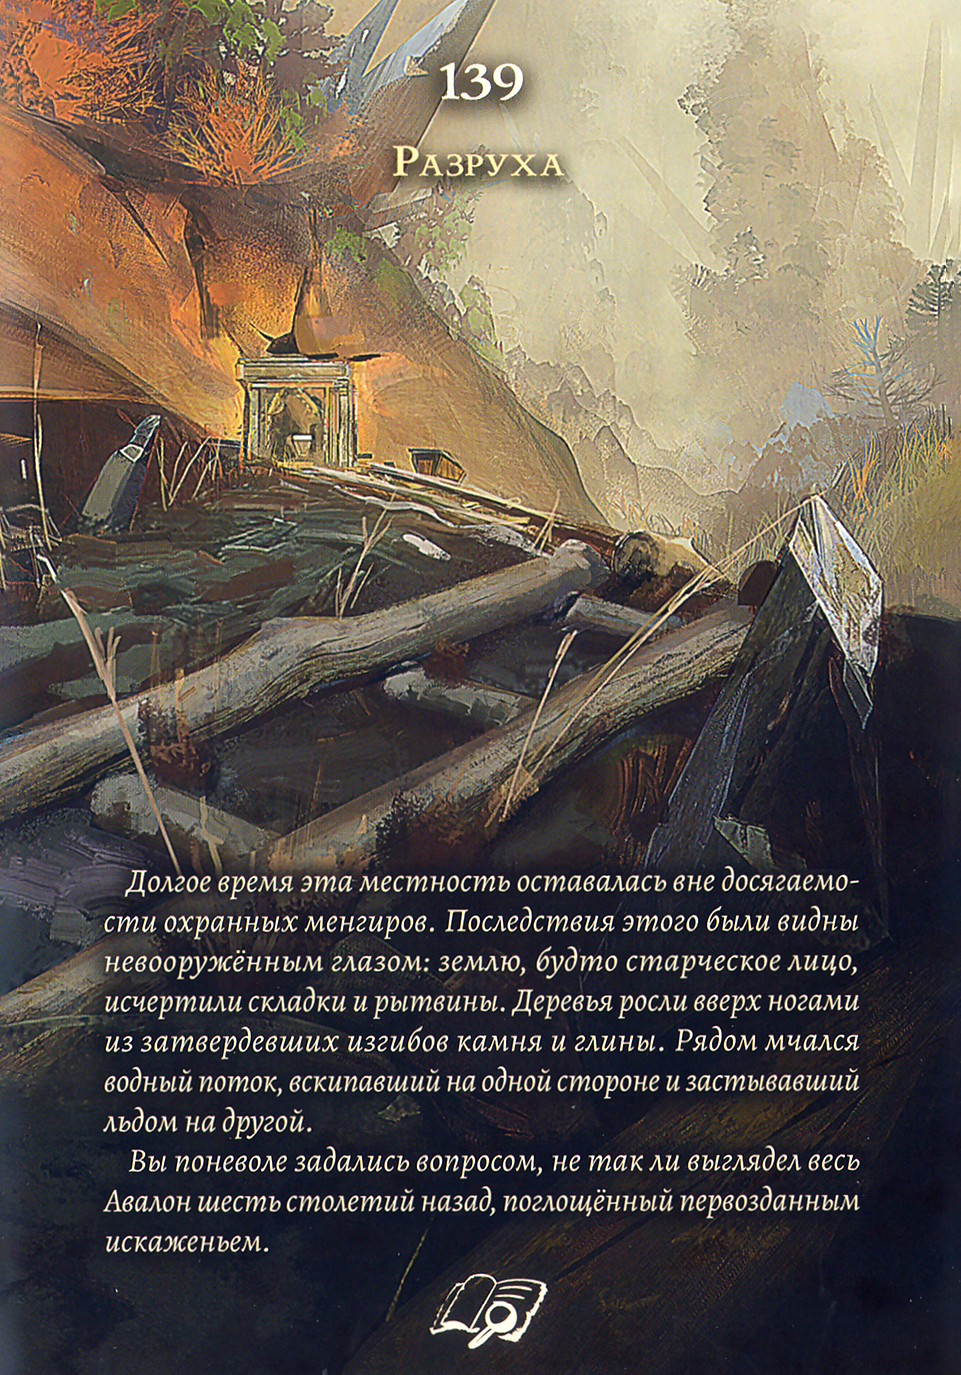 139
Разруха
Долгое время эта местность оставалась вне досягаемо-
сти охранных менгиров. Последствия этого были видны
невооружённым глазом: землю, будто старческое лицо,
исчертили складки и рытвины. Деревья росли вверх ногами
из затвердевших изгибов камня и глины. Рядом мчался
водный поток, вскипавший на одной стороне и застывавший
льдом на другой.
Вы поневоле задались вопросом, не так ли выглядел весь
Авалон шесть столетий назад, поглощённый первозданным
искаженьем.